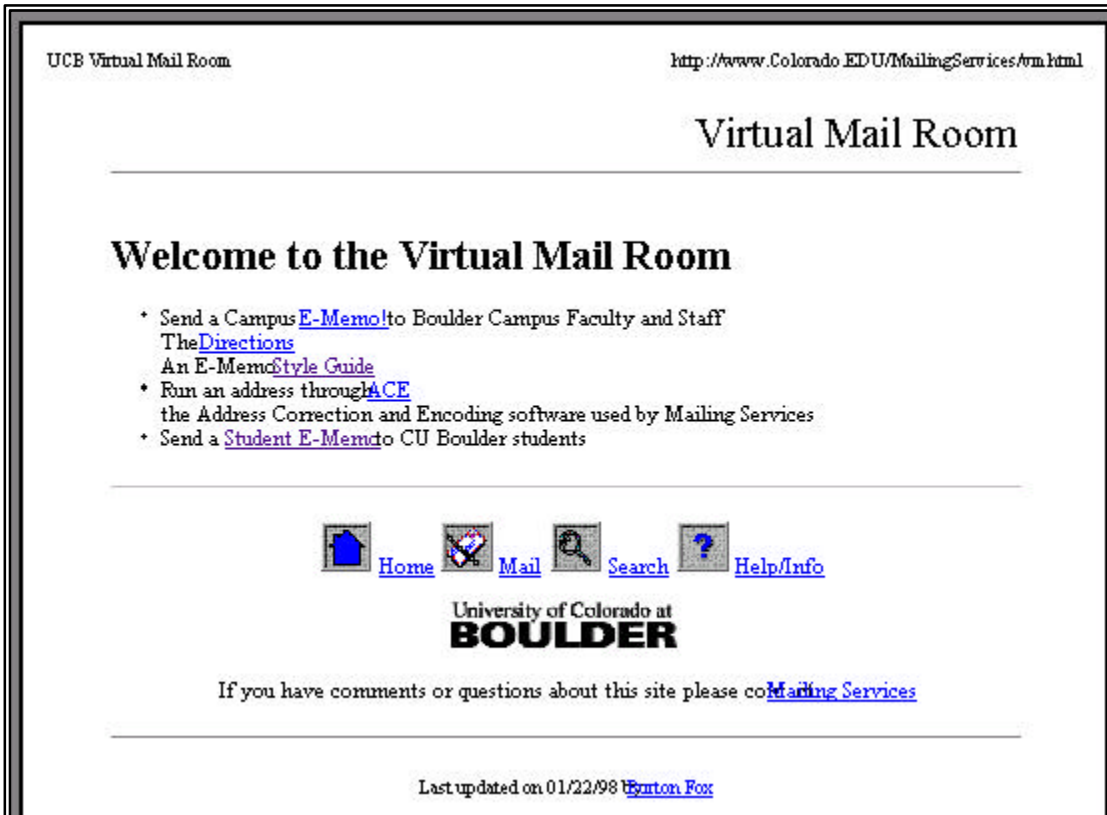 UCB Virtual Mail Room http://www.Colorado.EDU/MailingServices/vm.html
Virtual Mail Room
Welcome to the Virtual Mail Room
Send a Campus E-Memo! to Boulder Campus Faculty and Staff
The Directions
An E-Memo Style Guide
Run an address through ACE
the Address Correction and Encoding software used by Mailing Services
Send a Student E-Memo to CU Boulder students
Home Mail Search Help/Info
University of Colorado at
BOULDER
If you have comments or questions about this site please Mailing Services
Last updated on 01/22/98 by Burton Fox